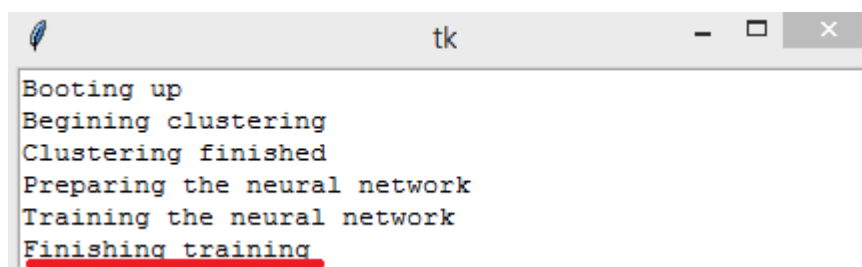 tk
Booting up
Begining clustering
Clustering finished
Preparing the neural network
Training the neural network
Finishing training